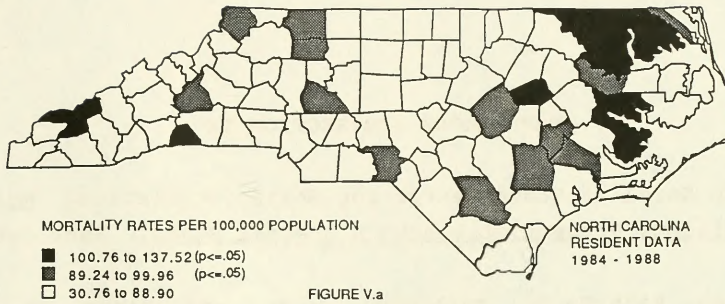 MORTALITY RATES PER 100,000 POPULATION
100.76 to 137.52 (p<=.05)
89.24 to 99.96 (p<=.05)
30.76 to 88.90
FIGURE V.a
NORTH CAROLINA
RESIDENT DATA
1984 - 1988